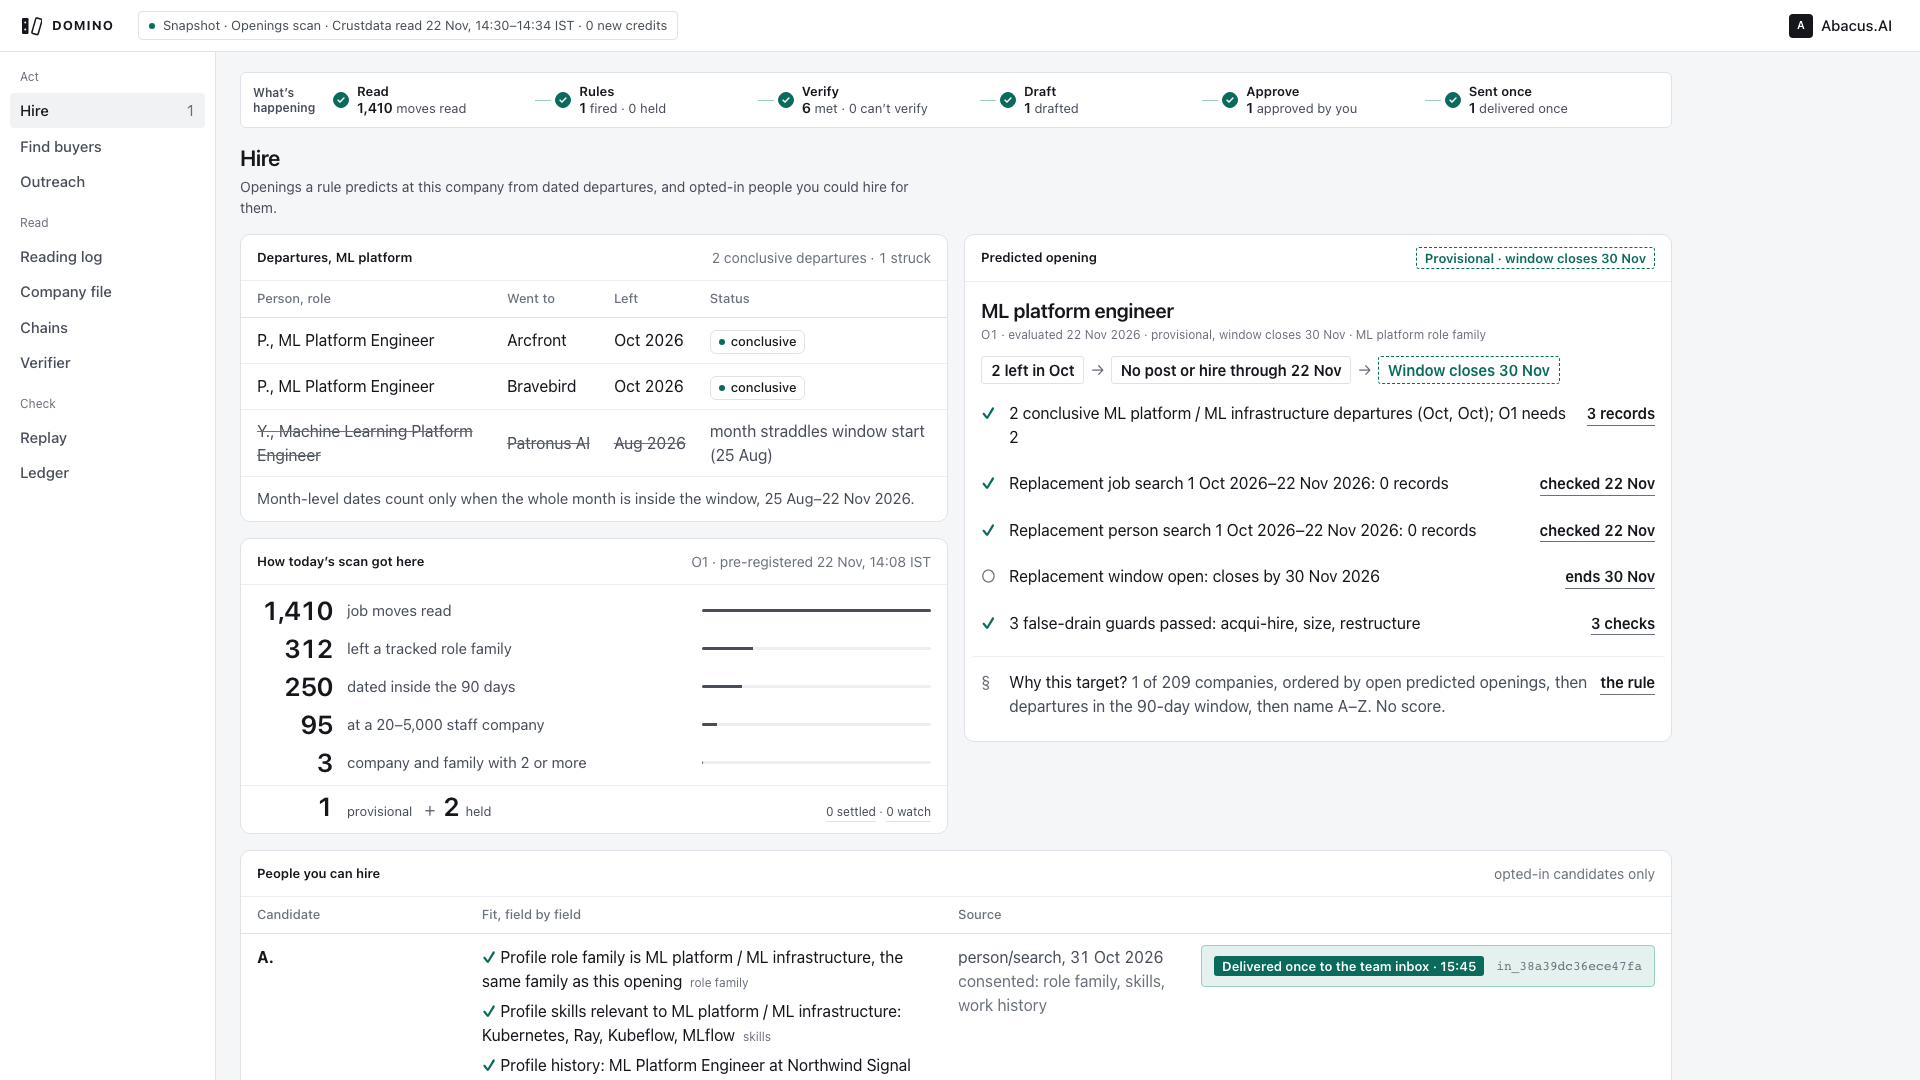 DOMINO
Snapshot · Openings scan · Crustdata read 22 Nov, 14:30–14:34 IST · 0 new credits
A
Abacus.AI
Act
Hire 1
Find buyers
Outreach
Read
Reading log
Company file
Chains
Verifier
Check
Replay
Ledger
What’s
happening
Read
1,410 moves read
Rules
1 fired · 0 held
Verify
6 met · 0 can’t verify
Draft
1 drafted
Approve
1 approved by you
Sent once
1 delivered once
Hire
Openings a rule predicts at this company from dated departures, and opted-in people you could hire for
them.
Departures, ML platform 2 conclusive departures · 1 struck
Person, role Went to Left Status
P., ML Platform Engineer Arcfront Oct 2026 conclusive
P., ML Platform Engineer Bravebird Oct 2026 conclusive
Y., Machine Learning Platform
Engineer
Patronus AI Aug 2026
month straddles window start
(25 Aug)
Month-level dates count only when the whole month is inside the window, 25 Aug–22 Nov 2026.
How today’s scan got here O1 · pre-registered 22 Nov, 14:08 IST
1,410 job moves read
312 left a tracked role family
250 dated inside the 90 days
95 at a 20–5,000 staff company
3 company and family with 2 or more
1 provisional + 2 held 0 settled · 0 watch
Predicted opening Provisional · window closes 30 Nov
ML platform engineer
O1 · evaluated 22 Nov 2026 · provisional, window closes 30 Nov · ML platform role family
2 left in Oct → No post or hire through 22 Nov → Window closes 30 Nov
2 conclusive ML platform / ML infrastructure departures (Oct, Oct); O1 needs 3 records
2
Replacement job search 1 Oct 2026–22 Nov 2026: 0 records checked 22 Nov
Replacement person search 1 Oct 2026–22 Nov 2026: 0 records checked 22 Nov
Replacement window open: closes by 30 Nov 2026 ends 30 Nov
3 false-drain guards passed: acqui-hire, size, restructure 3 checks
§ Why this target? 1 of 209 companies, ordered by open predicted openings, then the rule
departures in the 90-day window, then name A–Z. No score.
People you can hire opted-in candidates only
Candidate Fit, field by field Source
A.
✓ Profile role family is ML platform / ML infrastructure, the
same family as this opening role family
✓ Profile skills relevant to ML platform / ML infrastructure:
Kubernetes, Ray, Kubeflow, MLflow skills
✓ Profile history: ML Platform Engineer at Northwind Signal
person/search, 31 Oct 2026
consented: role family, skills,
work history
Delivered once to the team inbox · 15:45 in_38a39dc36ece47fa